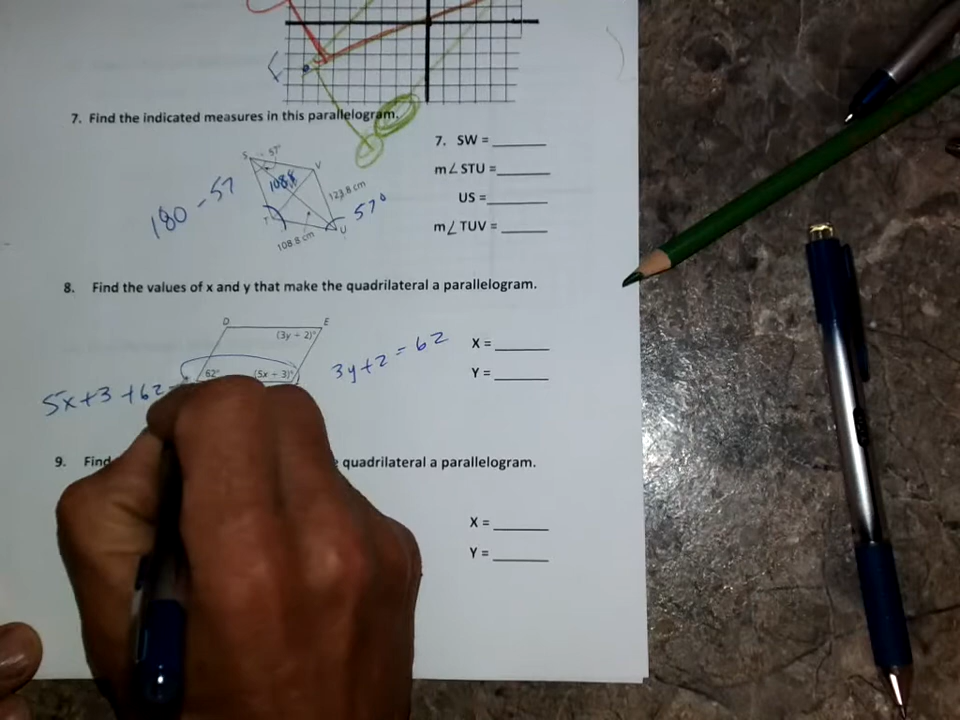 7. Find the indicated measures in this parallelogram.
S 57° V
108.8
123.8 cm
57°
180 - 57
T U
108.8 cm
7. SW = ______
m∠ STU = ______
US = ______
m∠ TUV = ______
8. Find the values of x and y that make the quadrilateral a parallelogram.
D E
(3y + 2)°
62° (5x + 3)°
3y+2 = 62
5x+3 +62
X = ______
Y = ______
9. Find
quadrilateral a parallelogram.
X = ______
Y = ______